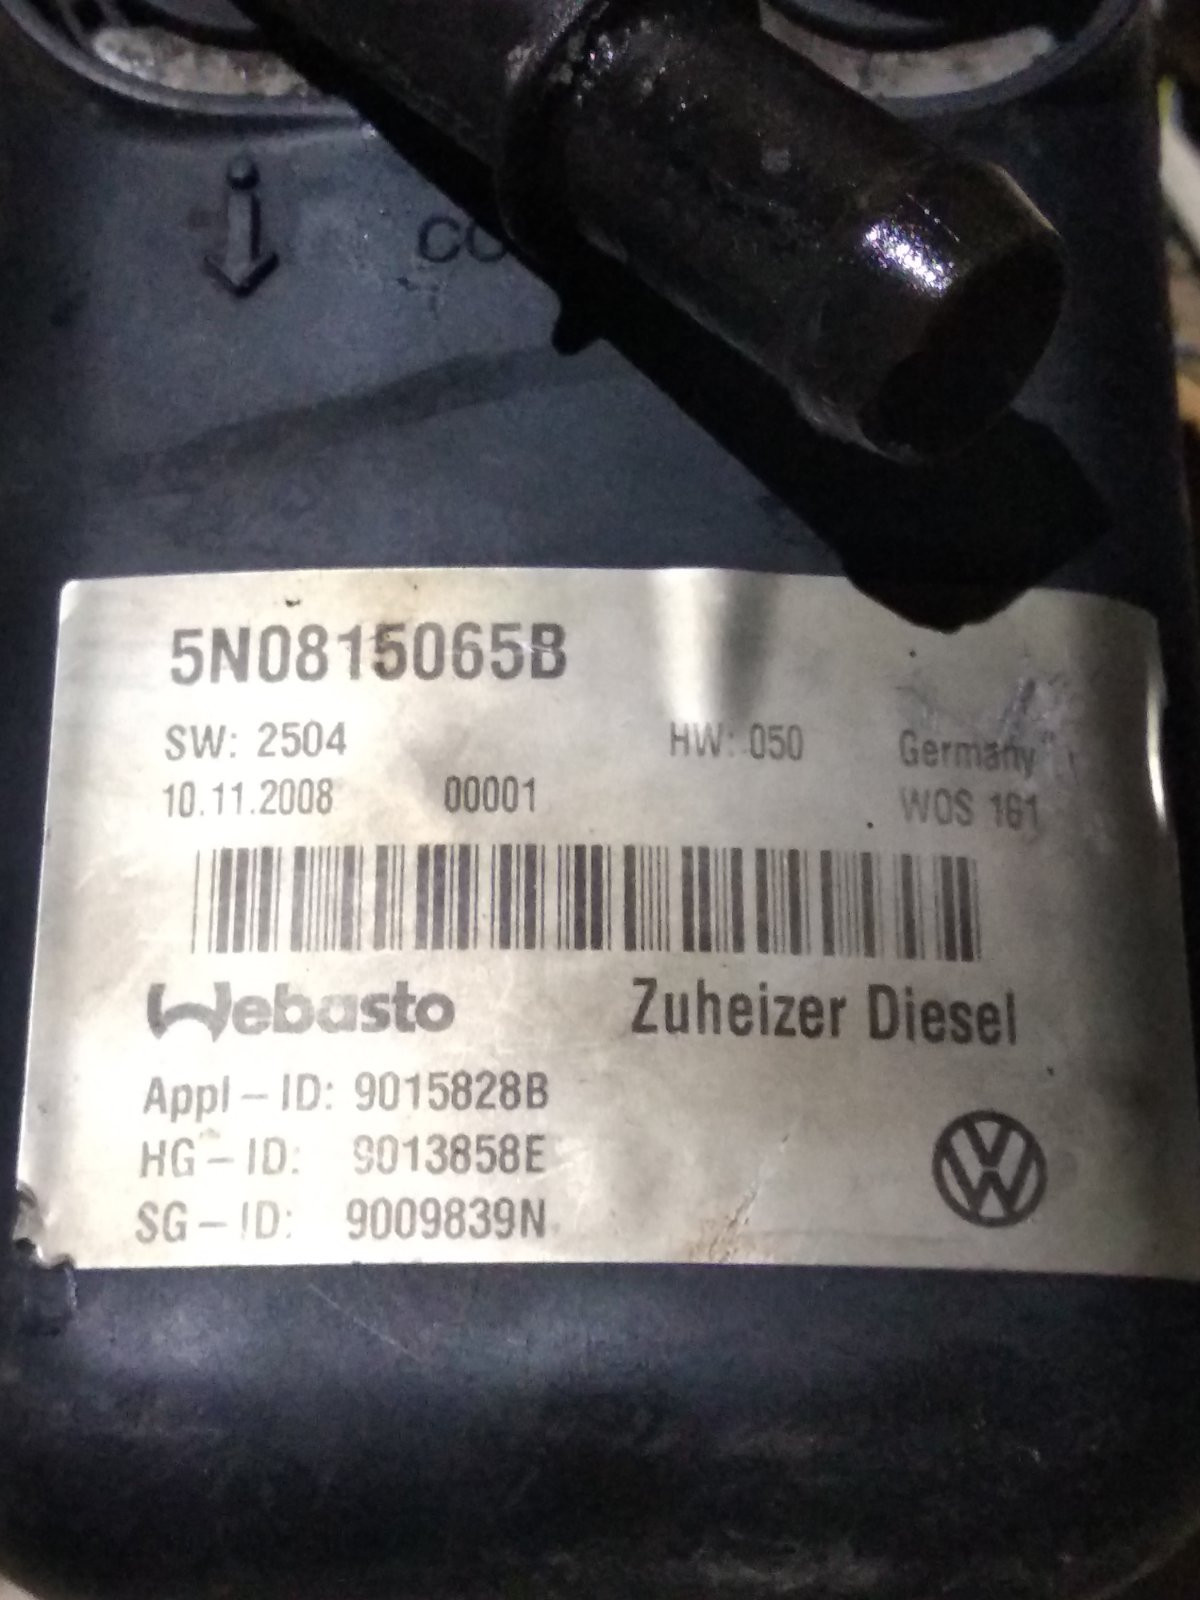 5N0815065B
SW: 2504 HW: 050 Germany
10.11.2008 00001 WOS 161
Webasto Zuheizer Diesel
Appl-ID: 9015828B
HG-ID: 9013858E
SG-ID: 9009839N
VW